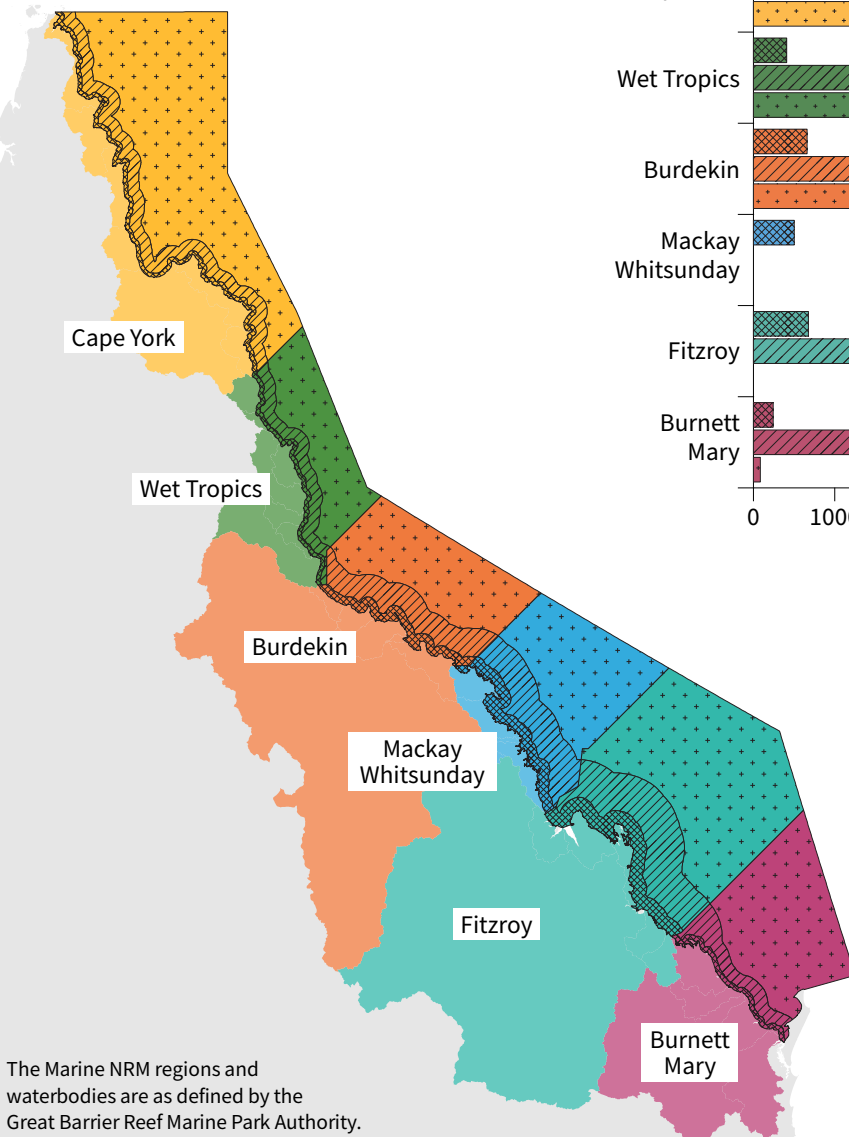 Wet Tropics
Burdekin
Mackay
Whitsunday
Fitzroy
Burnett
Mary
0
Cape York
Wet Tropics
Burdekin
Mackay
Whitsunday
Fitzroy
Burnett
Mary
The Marine NRM regions and
waterbodies are as defined by the
Great Barrier Reef Marine Park Authority.